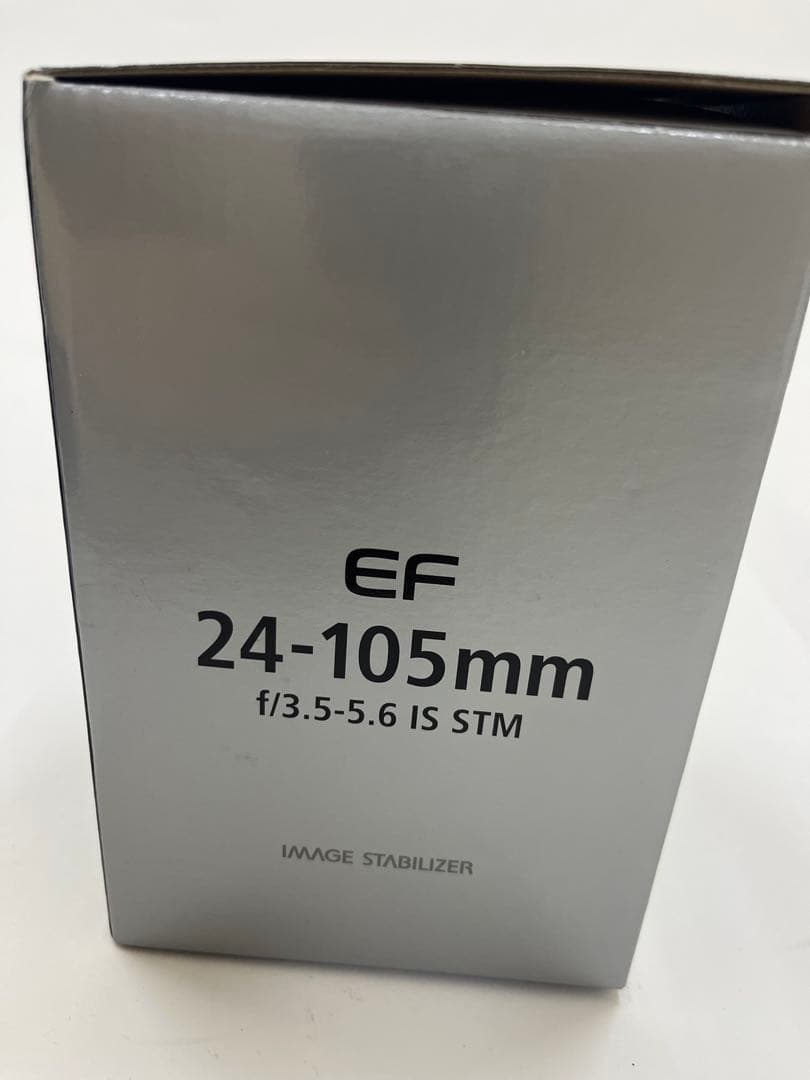 EF
24-105mm
f/3.5-5.6 IS STM
IMAGE STABILIZER